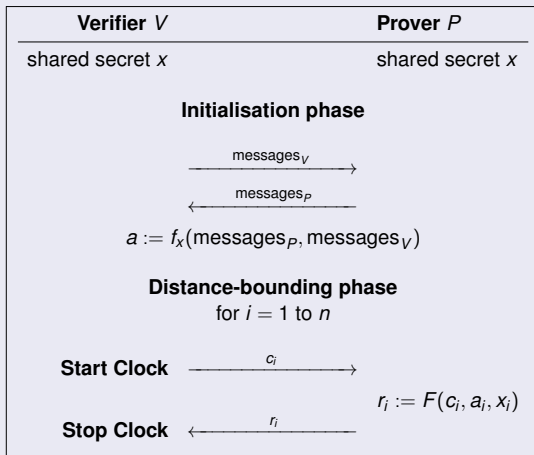 Verifier V Prover P
shared secret x shared secret x
Initialisation phase
messages_V
messages_P
a := f_x(messages_P, messages_V)
Distance-bounding phase
for i = 1 to n
Start Clock c_i
r_i := F(c_i, a_i, x_i)
Stop Clock r_i